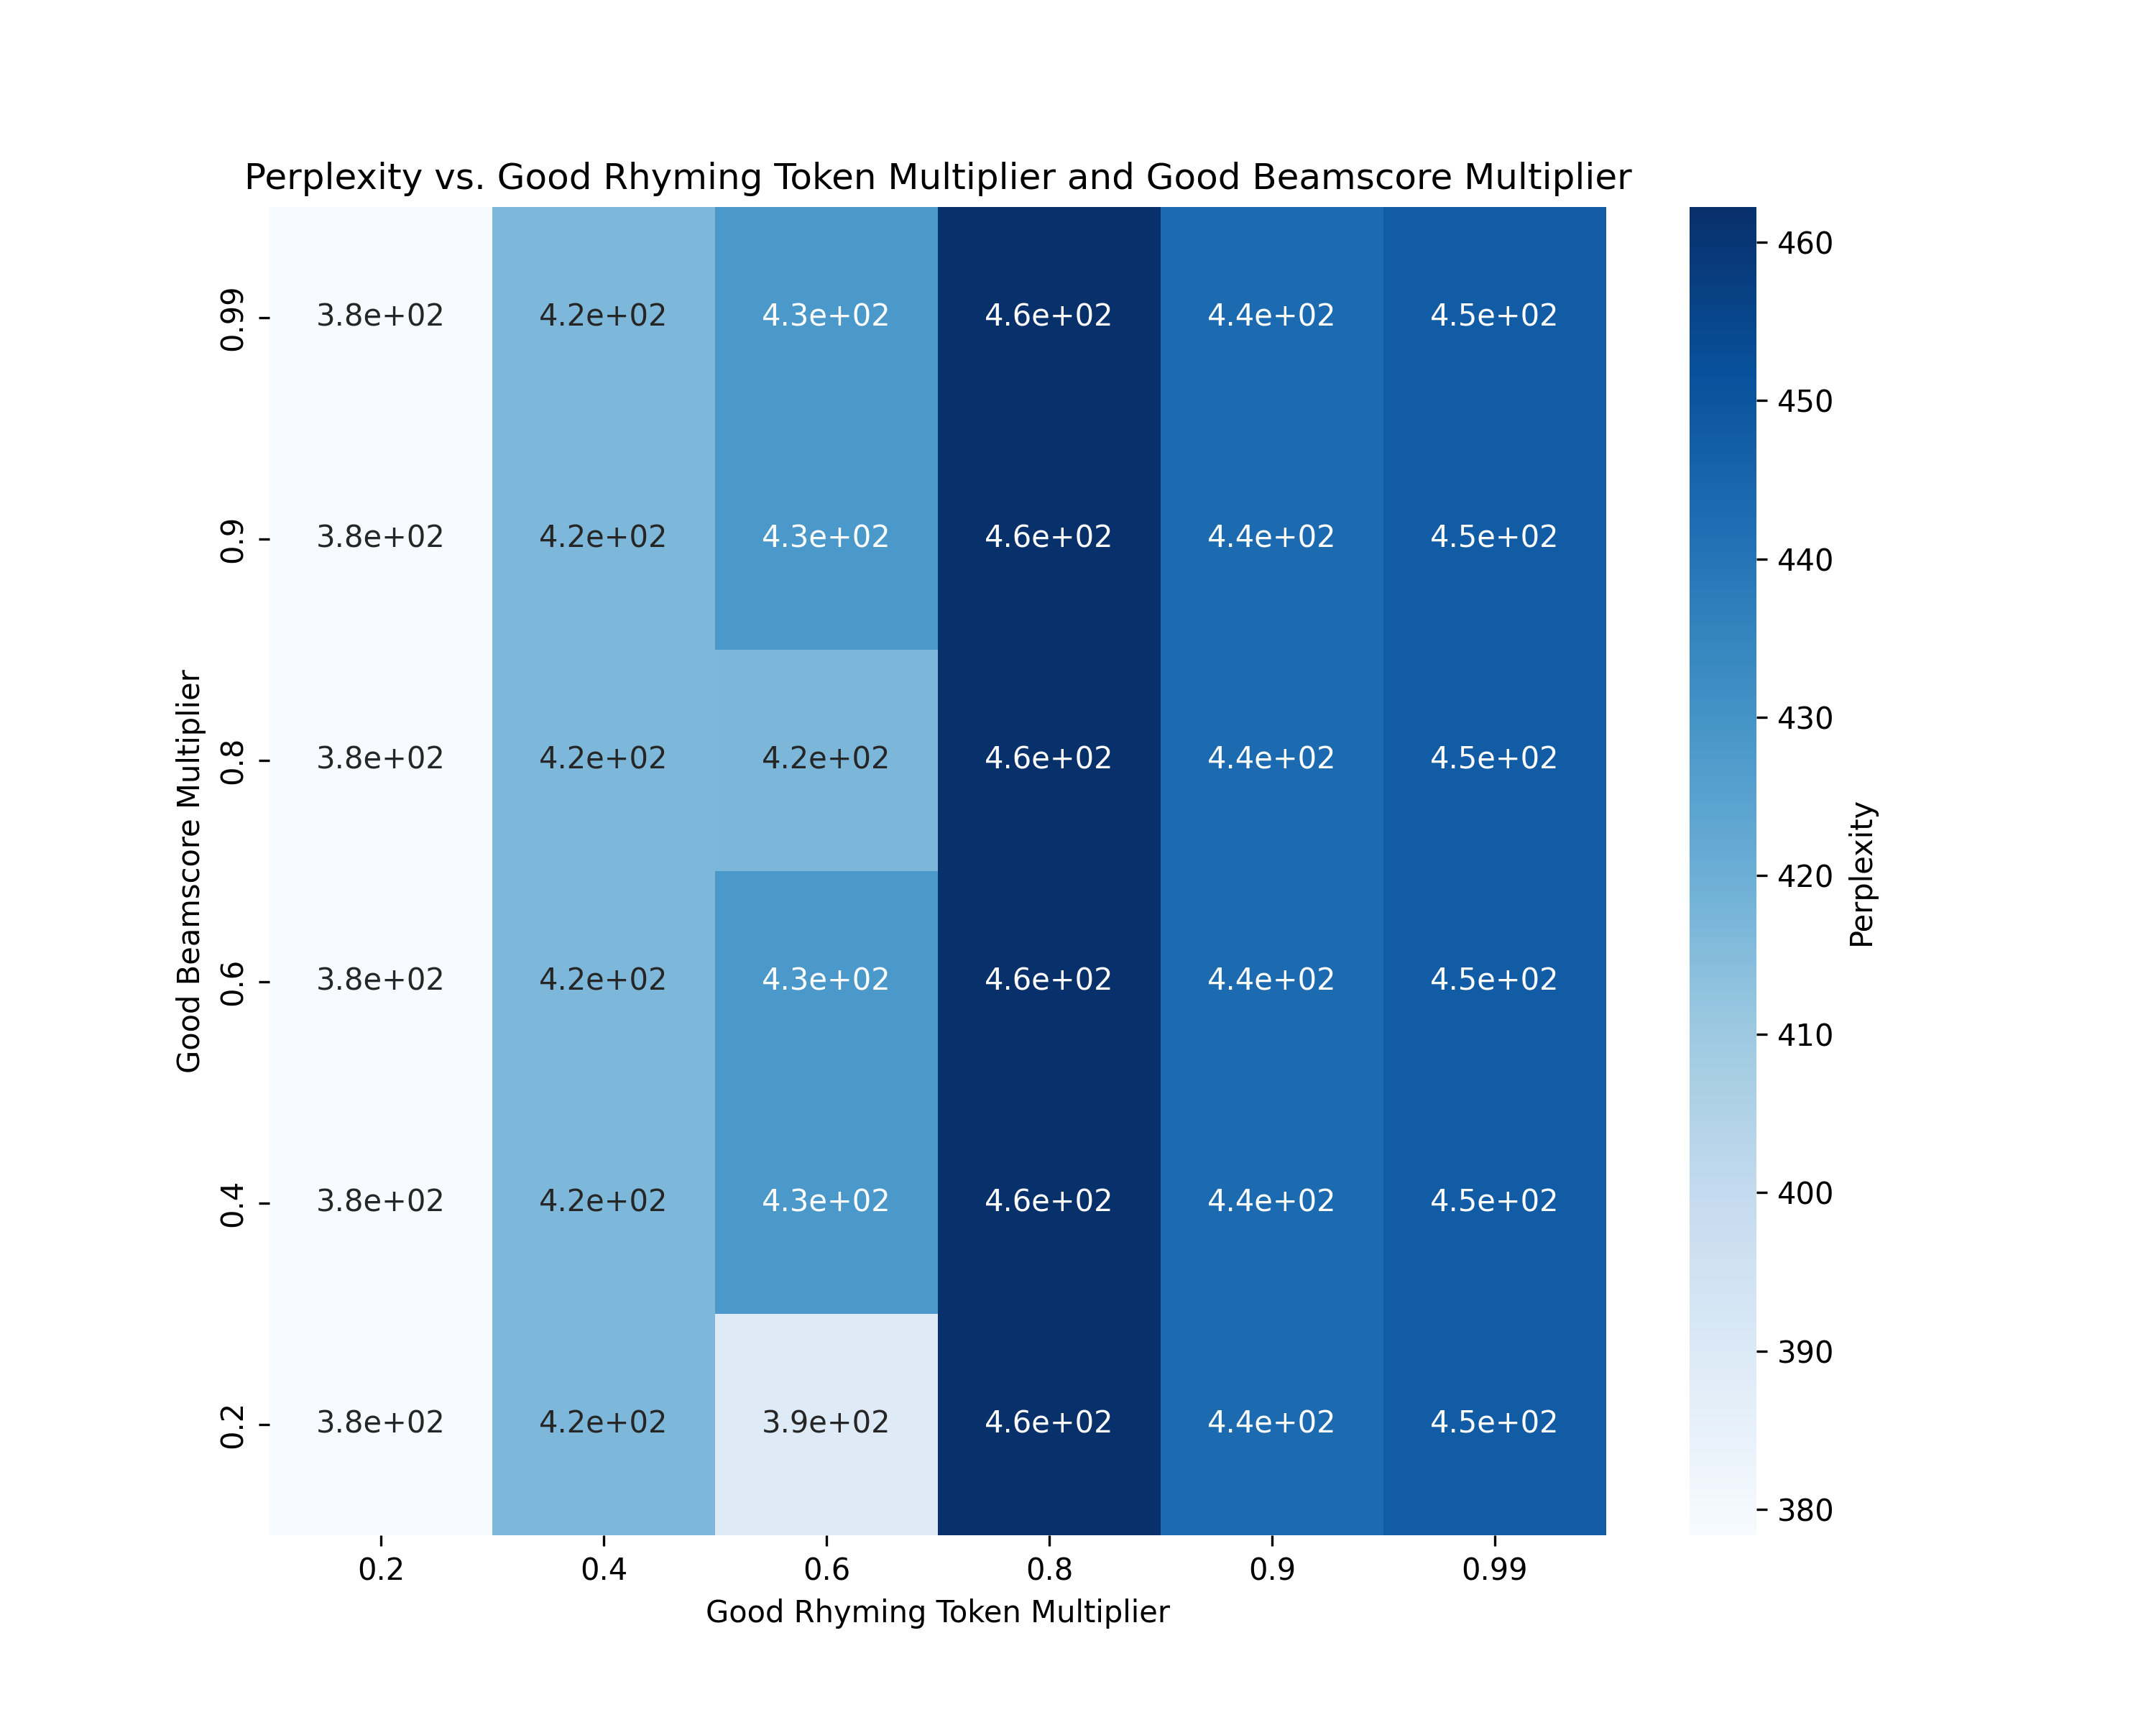 Perplexity vs. Good Rhyming Token Multiplier and Good Beamscore Multiplier
0.99 3.8e+02 4.2e+02 4.3e+02 4.6e+02 4.4e+02 4.5e+02
0.9 3.8e+02 4.2e+02 4.3e+02 4.6e+02 4.4e+02 4.5e+02
0.8 3.8e+02 4.2e+02 4.2e+02 4.6e+02 4.4e+02 4.5e+02
0.6 3.8e+02 4.2e+02 4.3e+02 4.6e+02 4.4e+02 4.5e+02
0.4 3.8e+02 4.2e+02 4.3e+02 4.6e+02 4.4e+02 4.5e+02
0.2 3.8e+02 4.2e+02 3.9e+02 4.6e+02 4.4e+02 4.5e+02
Good Beamscore Multiplier
0.2 0.4 0.6 0.8 0.9 0.99
Good Rhyming Token Multiplier
460
450
440
430
420
410
400
390
380
Perplexity